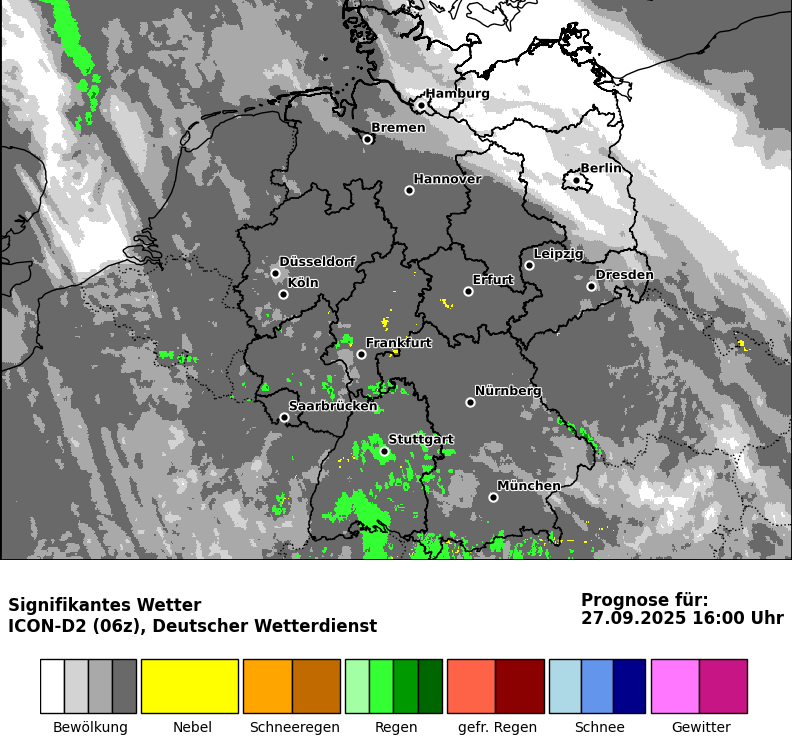 Hamburg
Bremen
Berlin
Hannover
Leipzig
Düsseldorf
Dresden
Köln
Erfurt
Frankfurt
Nürnberg
Saarbrücken
Stuttgart
München
Signifikantes Wetter
ICON-D2 (06z), Deutscher Wetterdienst
Prognose für:
27.09.2025 16:00 Uhr
Bewölkung Nebel Schneeregen Regen gefr. Regen Schnee Gewitter